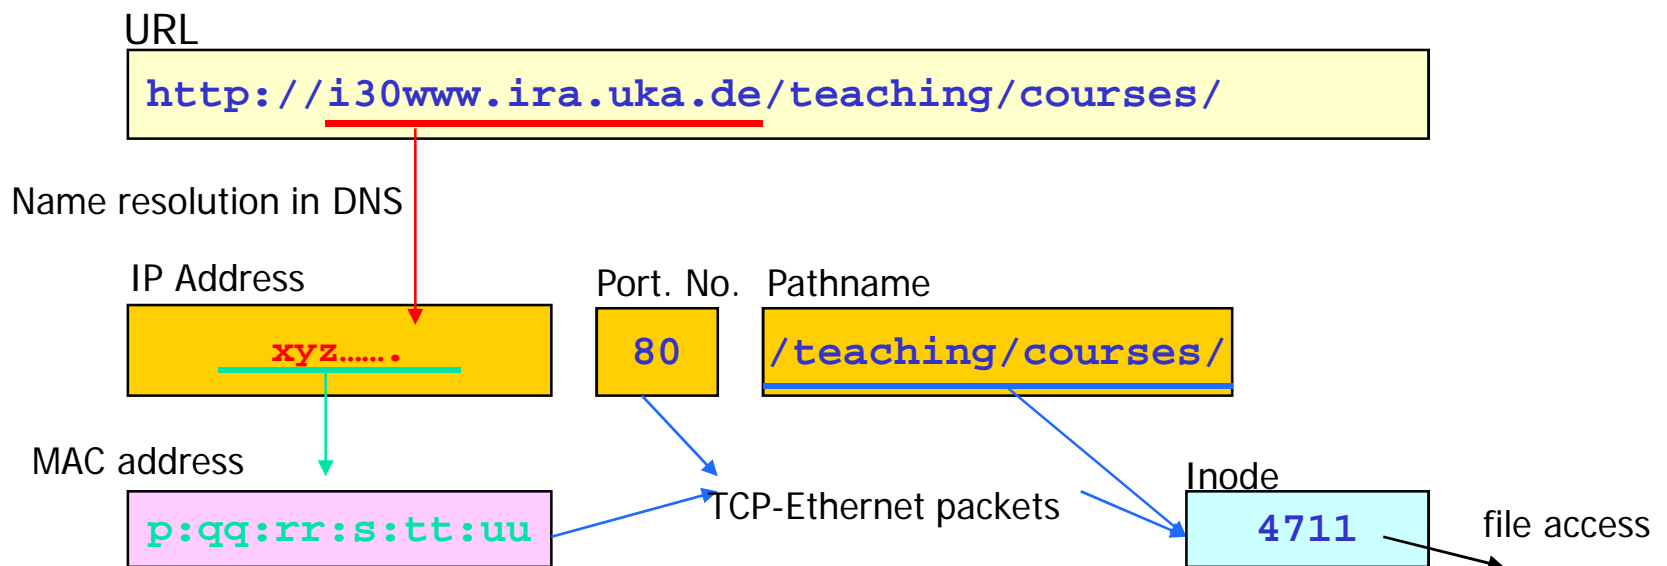 URL
http://i30www.ira.uka.de/teaching/courses/
Name resolution in DNS
IP Address
Port. No.
Pathname
xyz…….
80
/teaching/courses/
MAC address
Inode
p:qq:rr:s:tt:uu
TCP-Ethernet packets
4711
file access